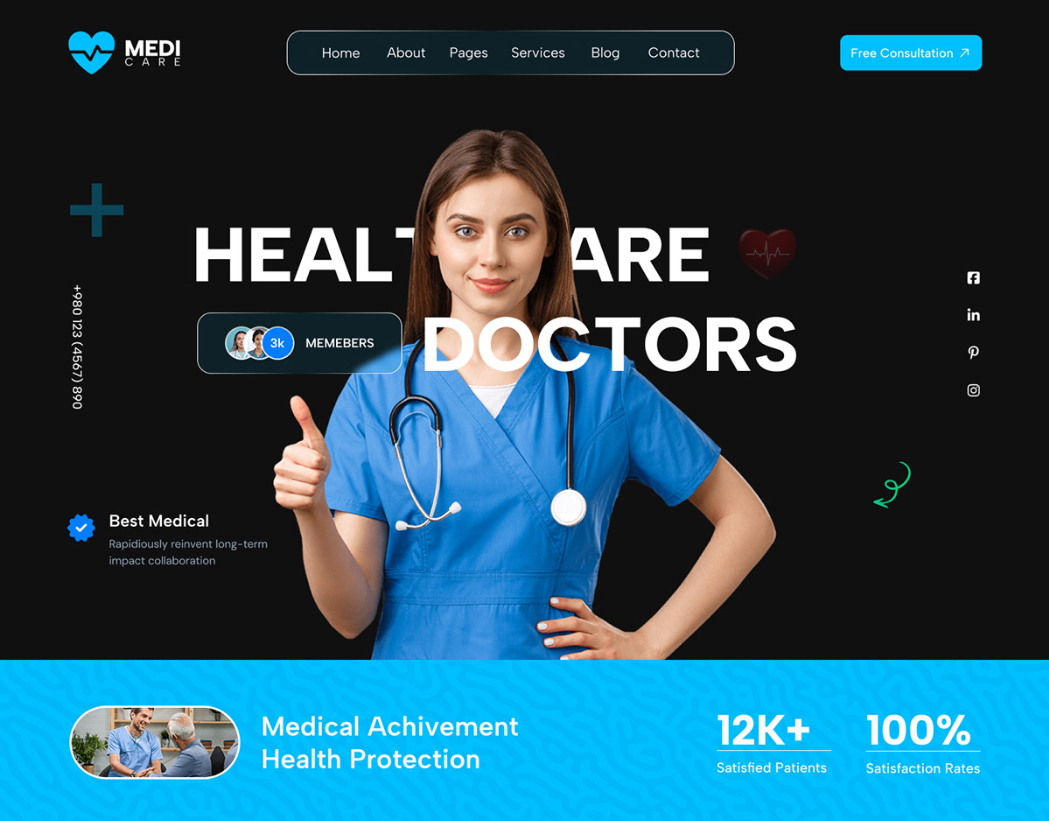 MEDI
CARE
Home About Pages Services Blog Contact
Free Consultation
HEALT ARE
3k MEMEBERS
DOCTORS
+980 123 (4567) 890
Best Medical
Rapidiously reinvent long-term
impact collaboration
Medical Achivement
Health Protection
12K+
Satisfied Patients
100%
Satisfaction Rates